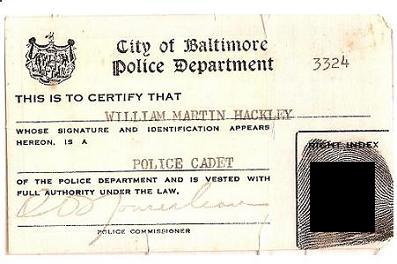 City of Baltimore
Police Department
3324
THIS IS TO CERTIFY THAT
WILLIAM MARTIN HACKLEY
WHOSE SIGNATURE AND IDENTIFICATION APPEARS
HEREON, IS A
RIGHT INDEX
POLICE CADET
OF THE POLICE DEPARTMENT AND IS VESTED WITH
FULL AUTHORITY UNDER THE LAW,
POLICE COMMISSIONER